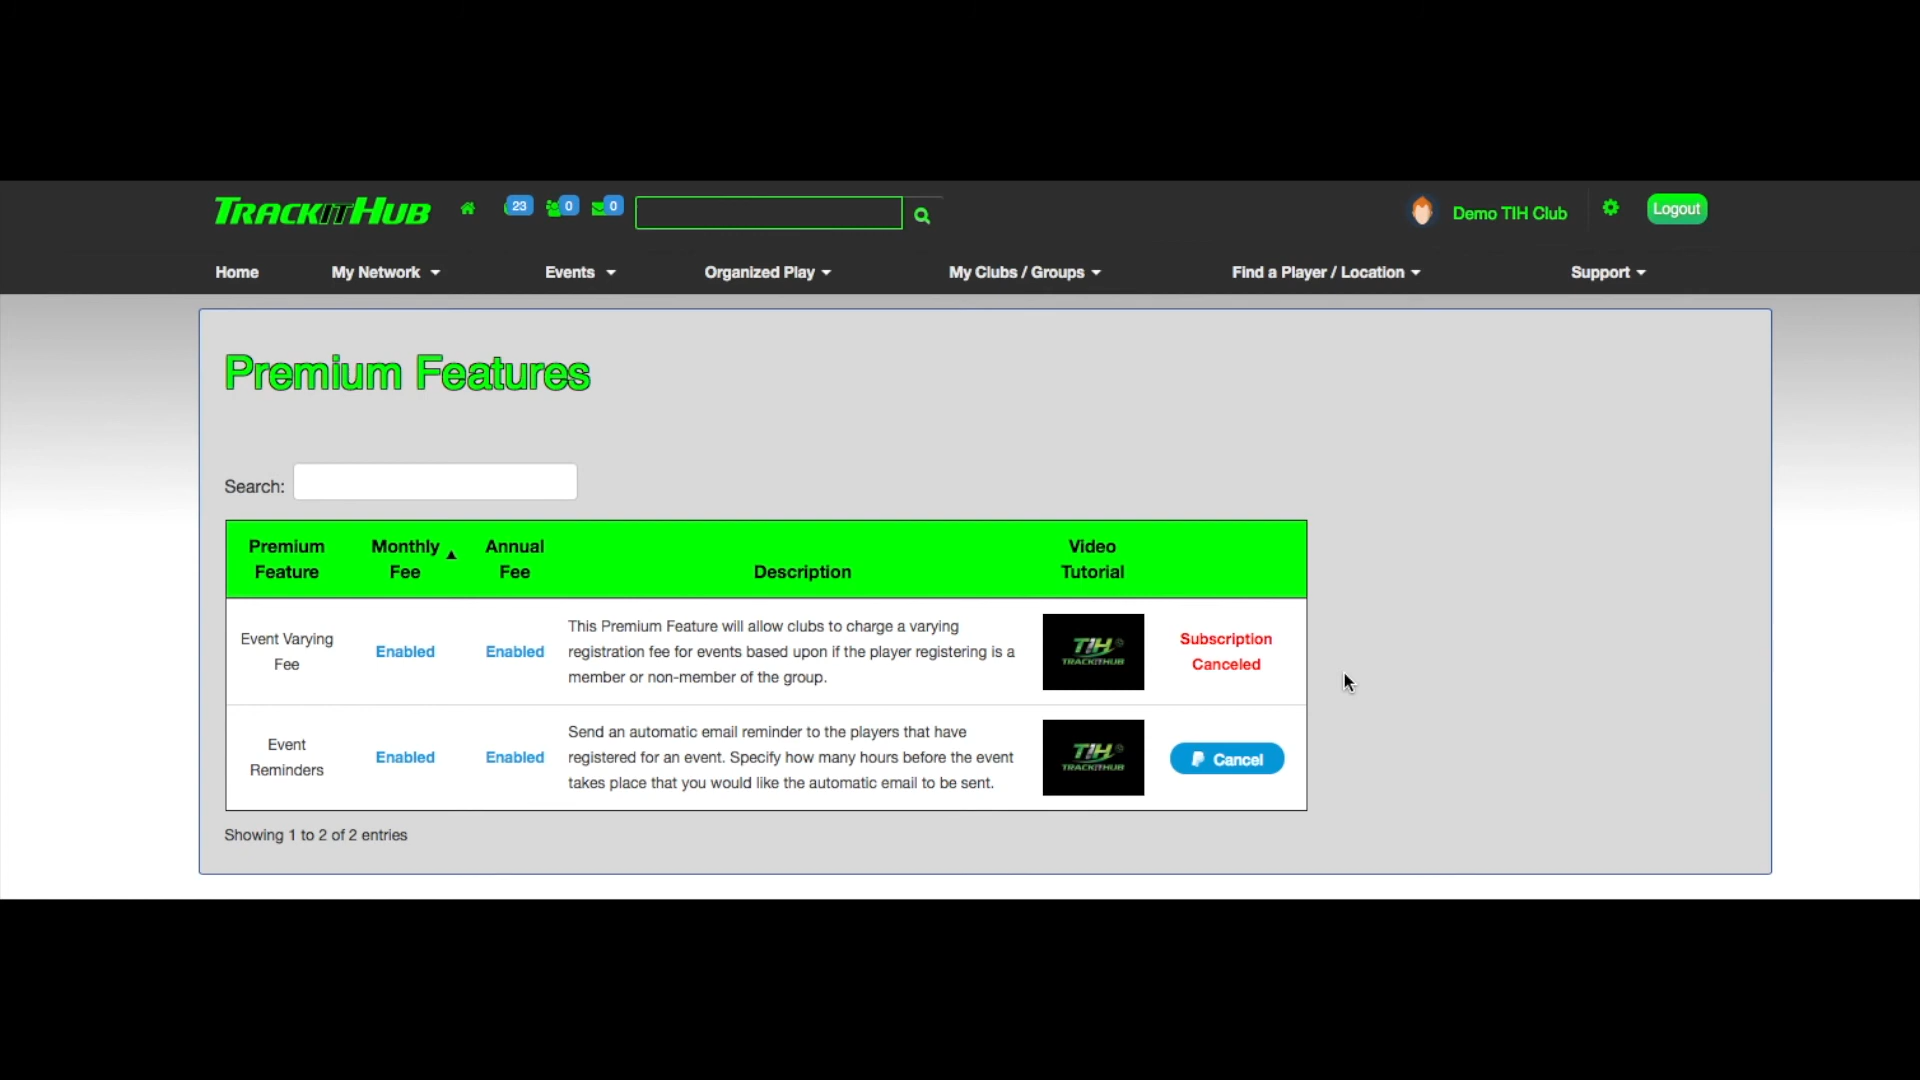 TRACKITHUB
23
0
0
Demo TIH Club
Logout
Home
My Network
Events
Organized Play
My Clubs / Groups
Find a Player / Location
Support
Premium Features
Search:
Premium
Feature
Monthly
Fee
Annual
Fee
Description
Video
Tutorial
Event Varying
Fee
Enabled
Enabled
This Premium Feature will allow clubs to charge a varying
registration fee for events based upon if the player registering is a
member or non-member of the group.
TIH
TRACKITHUB
Subscription
Canceled
Event
Reminders
Enabled
Enabled
Send an automatic email reminder to the players that have
registered for an event. Specify how many hours before the event
takes place that you would like the automatic email to be sent.
TIH
TRACKITHUB
Cancel
Showing 1 to 2 of 2 entries